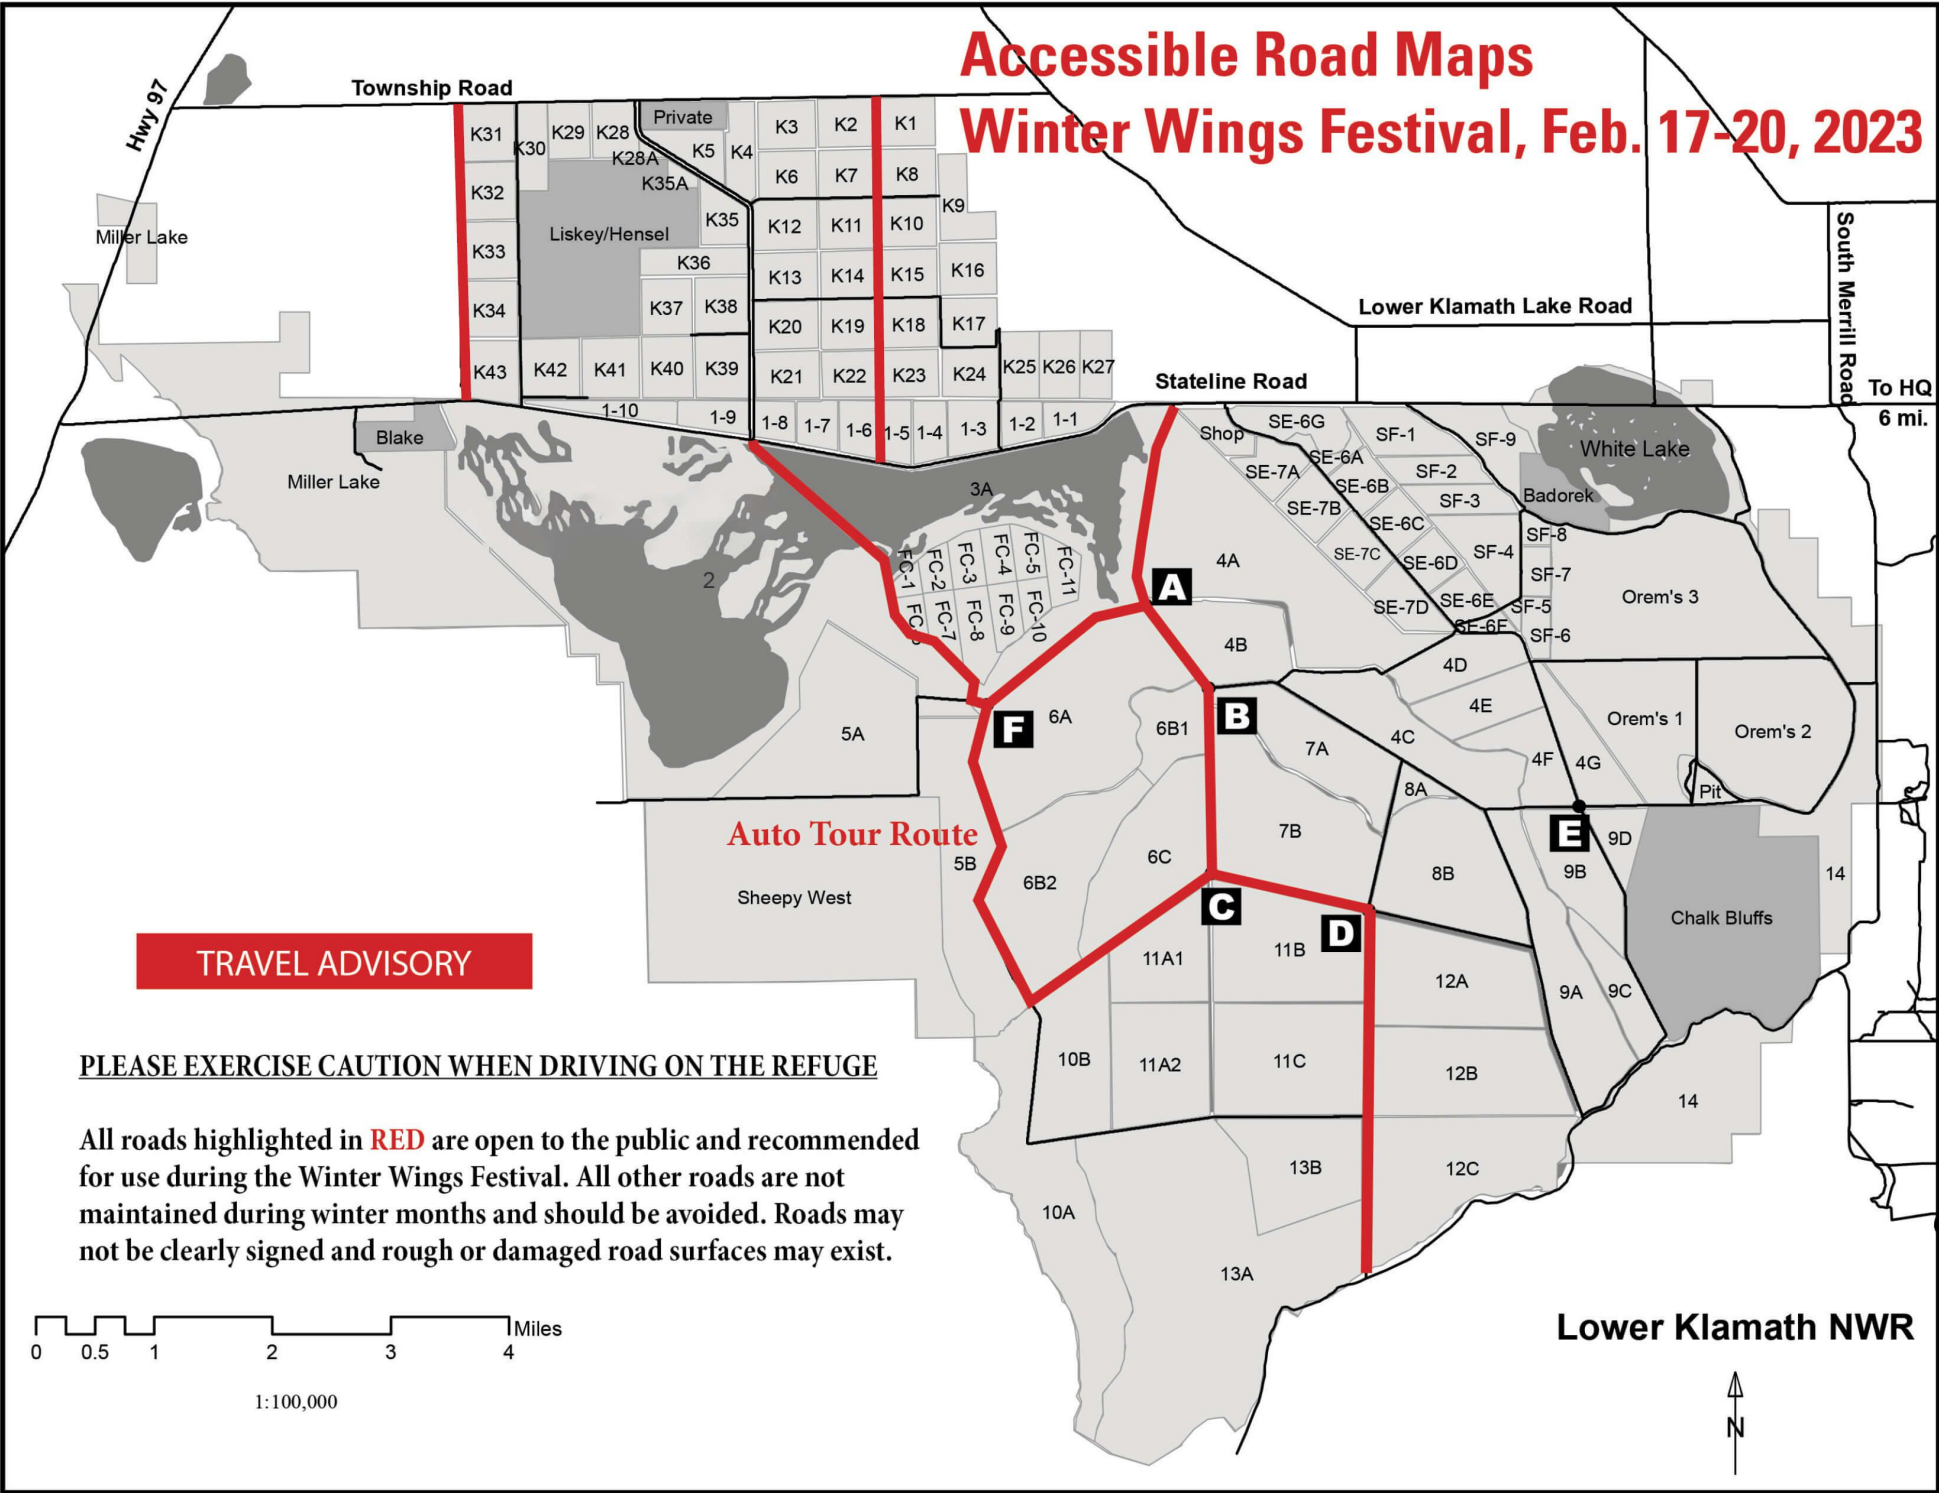 Accessible Road Maps
Winter Wings Festival, Feb. 17-20, 2023
Township Road
Hwy 97
K31
K30
K29
K28
Private
K28A
K5
K4
K3
K2
K1
K32
K35A
K6
K7
K8
K9
Miller Lake
K33
Liskey/Hensel
K35
K12
K11
K10
K36
K13
K14
K15
K16
K34
K37
K38
K20
K19
K18
K17
Lower Klamath Lake Road
South Merrill Road
K43
K42
K41
K40
K39
K21
K22
K23
K24
K25
K26
K27
Stateline Road
To HQ
6 mi.
1-10
1-9
1-8
1-7
1-6
1-5
1-4
1-3
1-2
1-1
Blake
Miller Lake
Shop
SE-6G
SF-1
SF-9
White Lake
SE-7A
SE-6A
SF-2
3A
SE-6B
SF-3
Badorek
SE-7B
SE-6C
SF-8
2
FC-1
FC-2
FC-3
FC-4
FC-5
FC-11
4A
SE-7C
SE-6D
SF-4
SF-7
A
FC-7
FC-8
FC-9
FC-10
SE-7D
SE-6E
SF-5
Orem's 3
SE-6F
SF-6
4B
4D
4E
5A
F
6A
6B1
B
7A
4C
4F
4G
Orem's 1
Orem's 2
8A
Pit
Auto Tour Route
5B
6B2
6C
7B
8B
E
9D
9B
14
Sheepy West
C
D
Chalk Bluffs
11A1
11B
12A
9A
9C
TRAVEL ADVISORY
PLEASE EXERCISE CAUTION WHEN DRIVING ON THE REFUGE
10B
11A2
11C
12B
14
All roads highlighted in RED are open to the public and recommended
for use during the Winter Wings Festival. All other roads are not
maintained during winter months and should be avoided. Roads may
not be clearly signed and rough or damaged road surfaces may exist.
10A
13B
12C
13A
Miles
0 0.5 1 2 3 4
1:100,000
Lower Klamath NWR
N